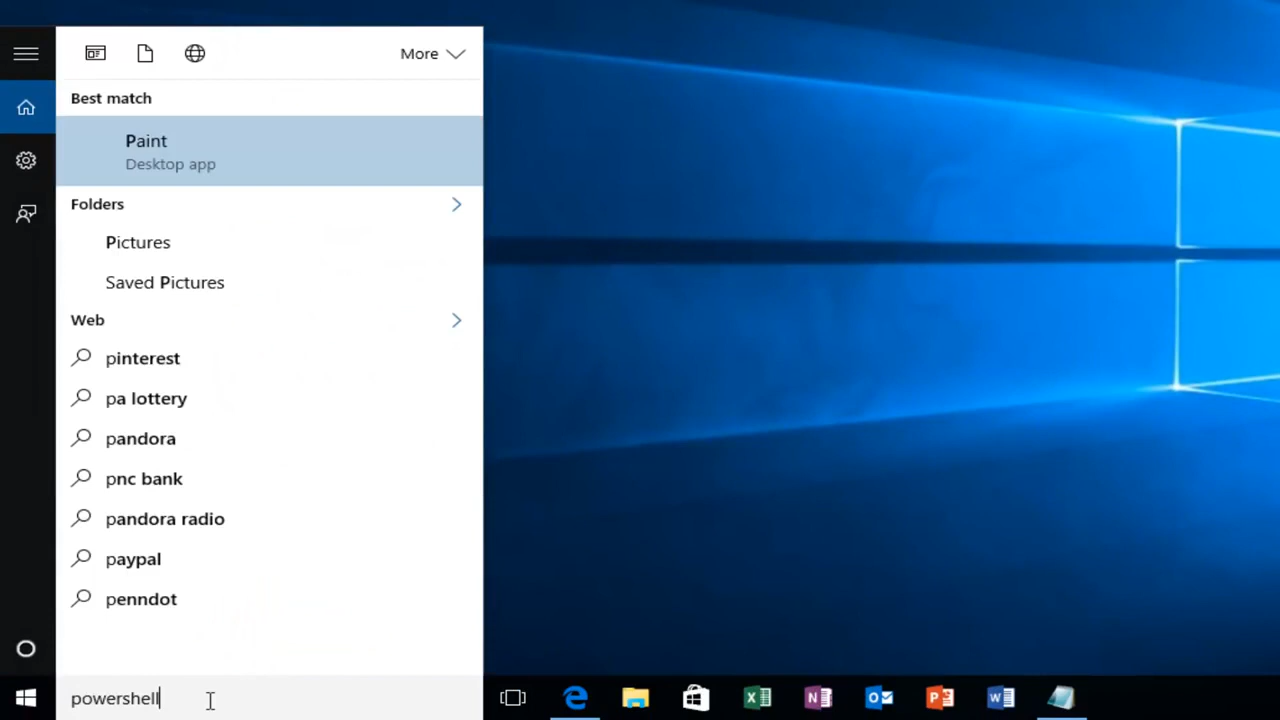 More
Best match
Paint
Desktop app
Folders
Pictures
Saved Pictures
Web
pinterest
pa lottery
pandora
pnc bank
pandora radio
paypal
penndot
powershell